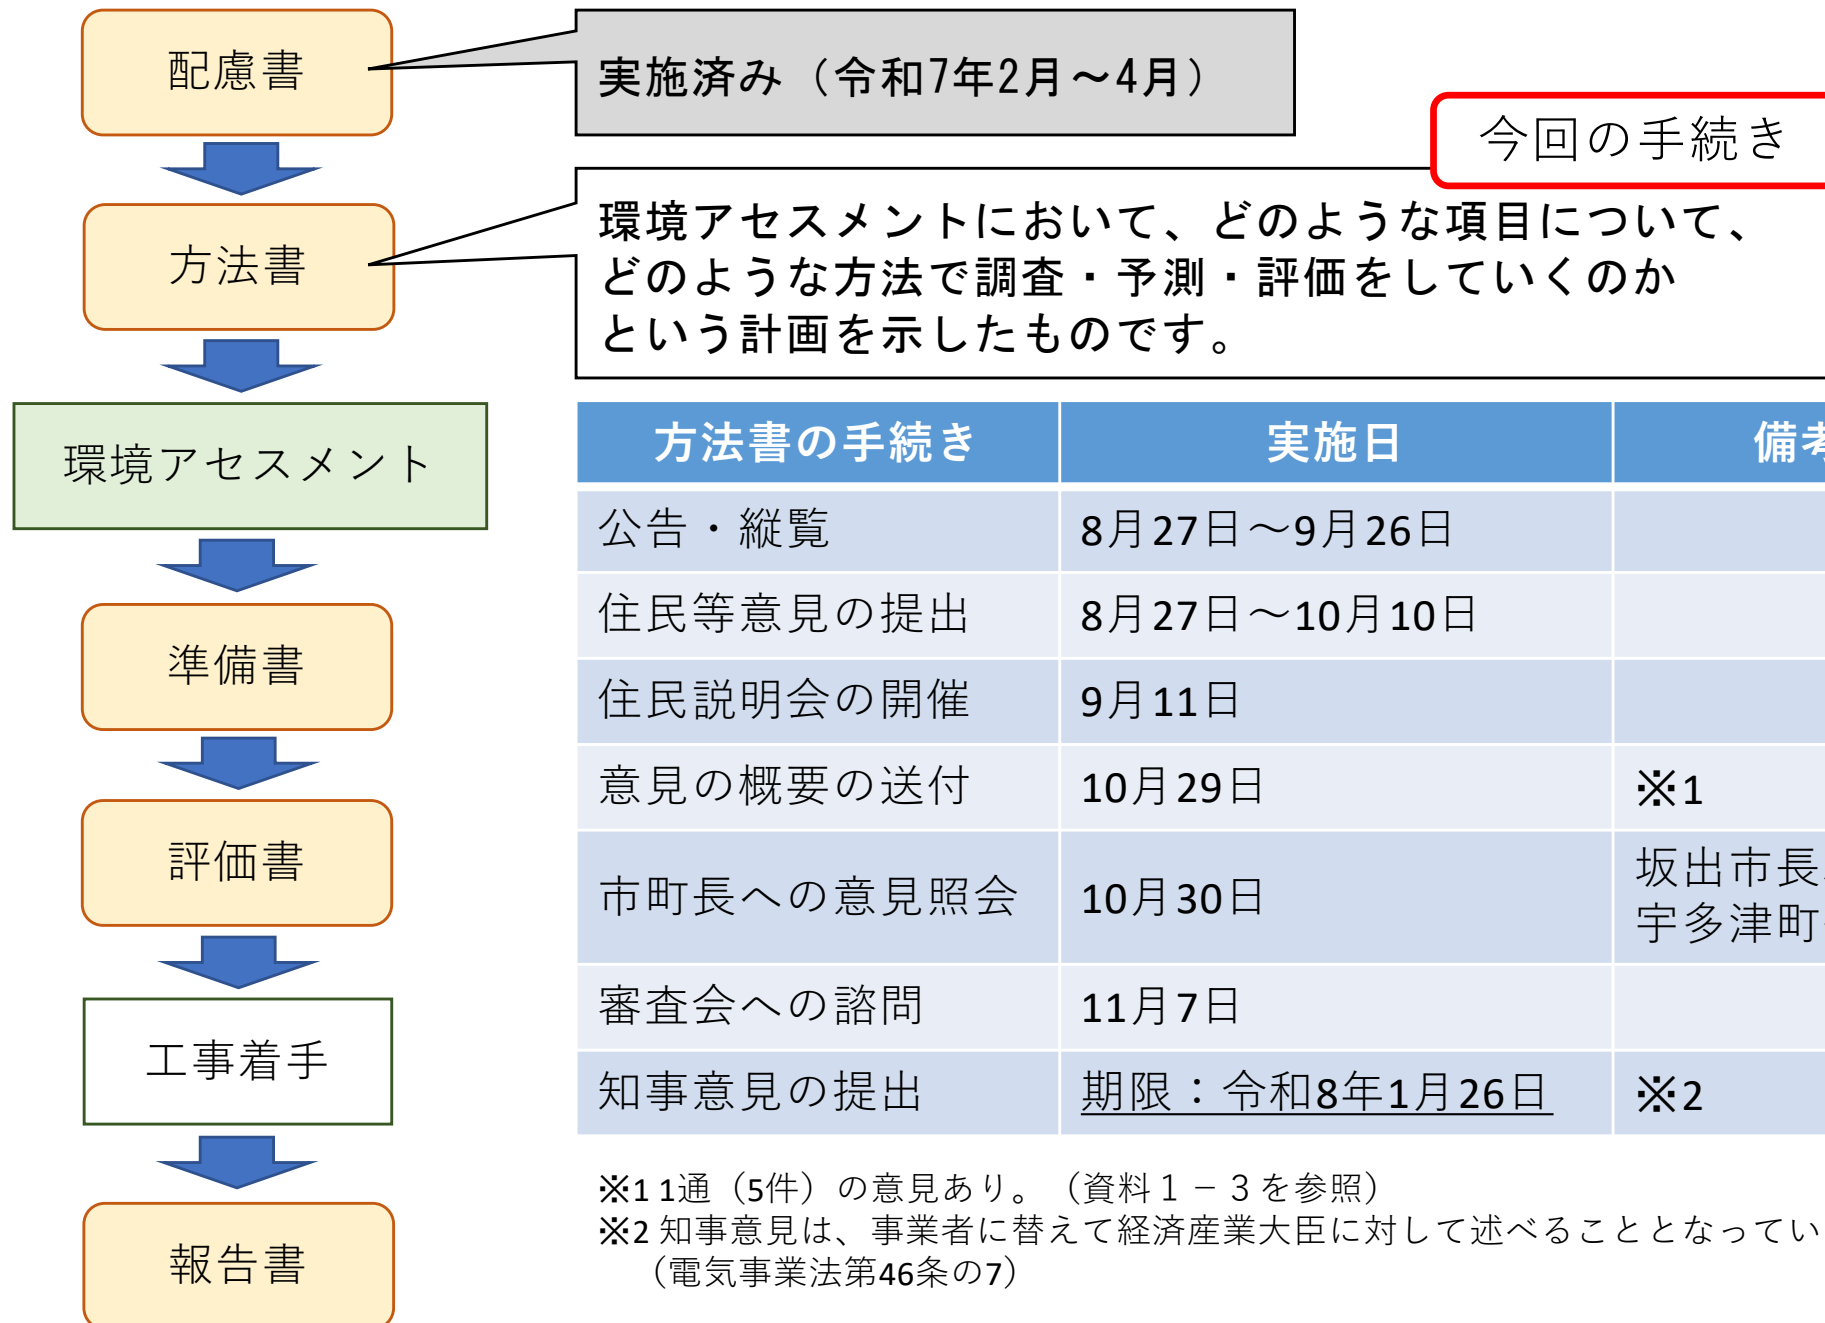 配慮書
実施済み（令和7年2月～4月）
今回の手続き
方法書
環境アセスメントにおいて、どのような項目について、
どのような方法で調査・予測・評価をしていくのか
という計画を示したものです。
環境アセスメント
準備書
評価書
工事着手
報告書
方法書の手続き 実施日 備考
公告・縦覧 8月27日～9月26日
住民等意見の提出 8月27日～10月10日
住民説明会の開催 9月11日
意見の概要の送付 10月29日 ※1
市町長への意見照会 10月30日 坂出市長
宇多津町
審査会への諮問 11月7日
知事意見の提出 期限：令和8年1月26日 ※2
※1 1通（5件）の意見あり。（資料１－３を参照）
※2 知事意見は、事業者に替えて経済産業大臣に対して述べることとなってい
（電気事業法第46条の7）